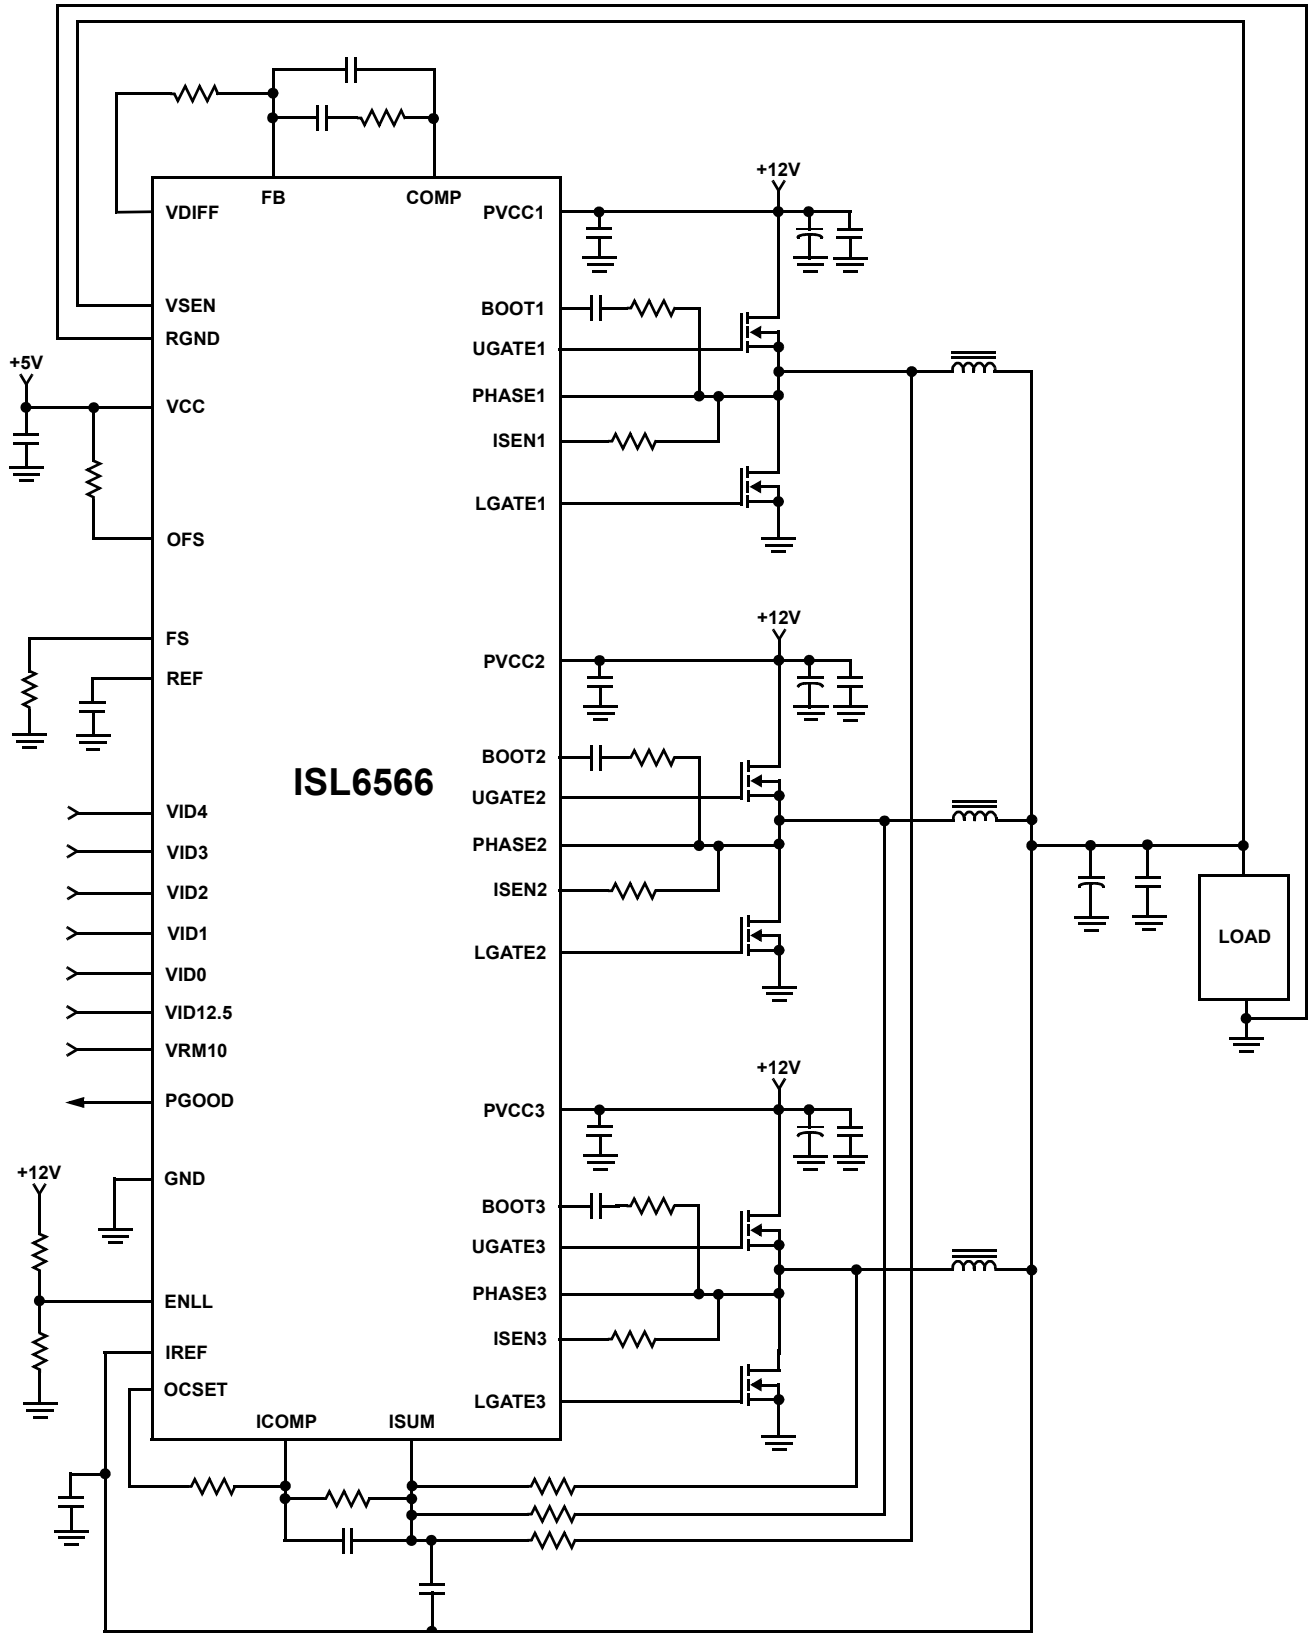 +12V
FB
COMP
VDIFF
PVCC1
VSEN
BOOT1
RGND
UGATE1
+5V
PHASE1
VCC
ISEN1
LGATE1
OFS
+12V
FS
PVCC2
REF
BOOT2
ISL6566
UGATE2
VID4
PHASE2
VID3
ISEN2
VID2
VID1
LOAD
LGATE2
VID0
VID12.5
VRM10
+12V
PGOOD
PVCC3
+12V
GND
BOOT3
UGATE3
PHASE3
ENLL
ISEN3
IREF
OCSET
LGATE3
ICOMP
ISUM